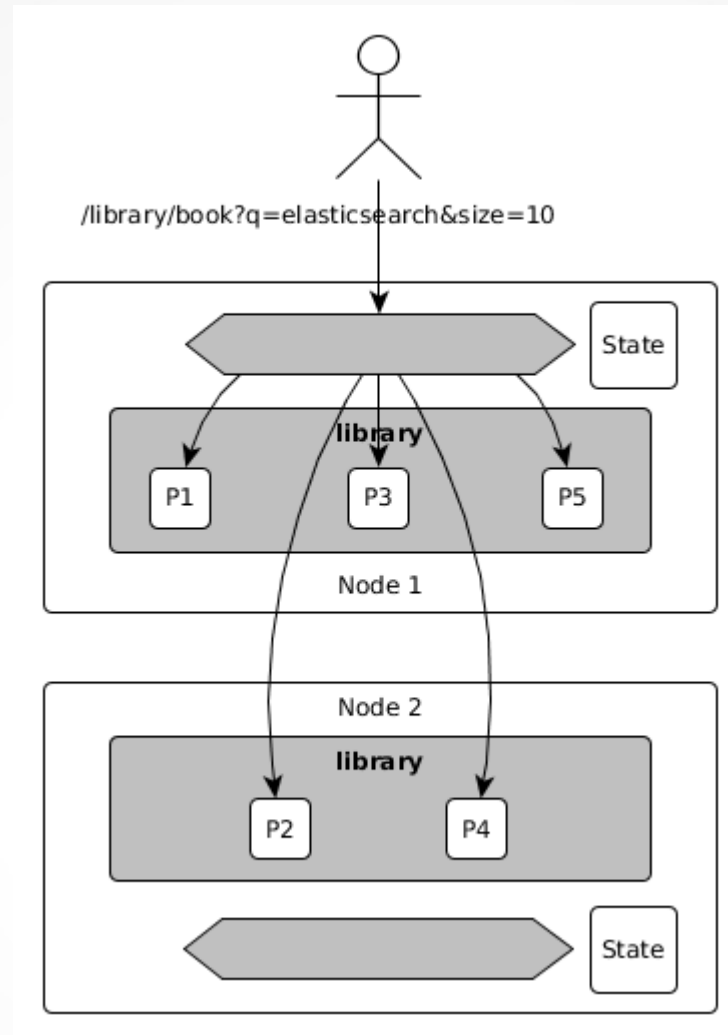 /library/book?q=elasticsearch&size=10
State
library
P1
P3
P5
Node 1
Node 2
library
P2
P4
State